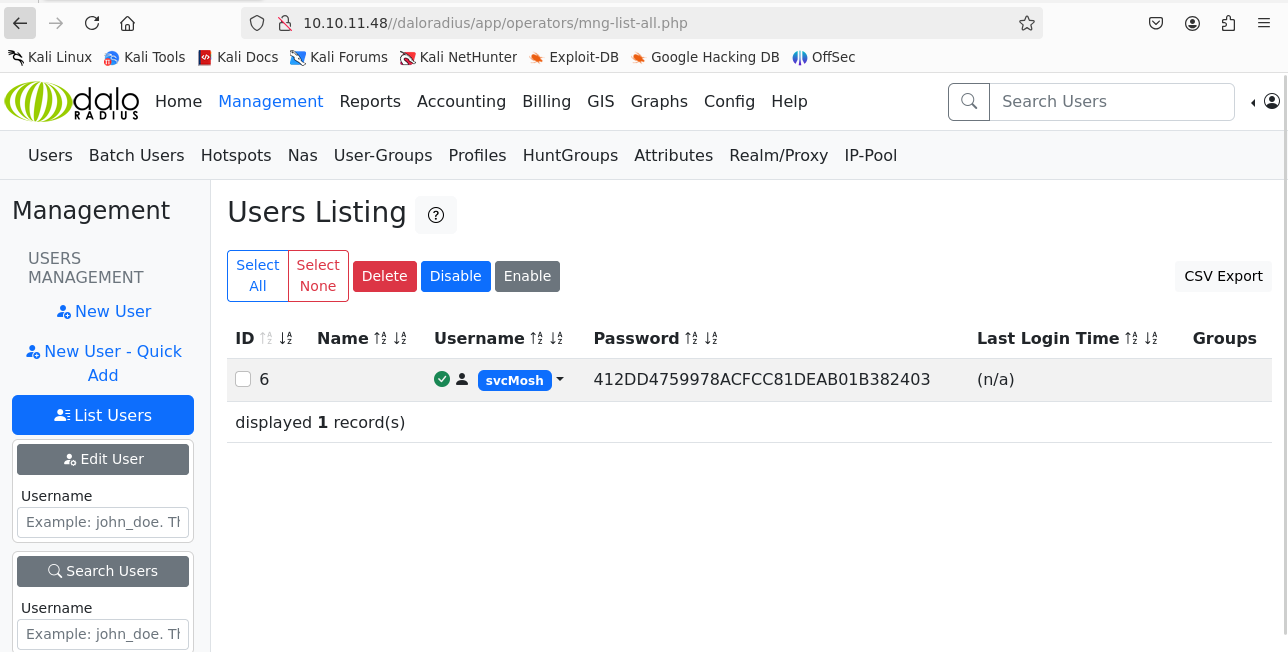 10.10.11.48//daloradius/app/operators/mng-list-all.php
Kali Linux Kali Tools Kali Docs Kali Forums Kali NetHunter Exploit-DB Google Hacking DB OffSec
dalo RADIUS Home Management Reports Accounting Billing GIS Graphs Config Help Search Users
Users Batch Users Hotspots Nas User-Groups Profiles HuntGroups Attributes Realm/Proxy IP-Pool
Management
USERS
MANAGEMENT
New User
New User - Quick
Add
List Users
Edit User
Username
Example: john_doe. Tl
Search Users
Username
Example: john_doe. Tl
Users Listing
Select All Select None Delete Disable Enable CSV Export
ID Name Username Password Last Login Time Groups
6 svcMosh 412DD4759978ACFCC81DEAB01B382403 (n/a)
displayed 1 record(s)